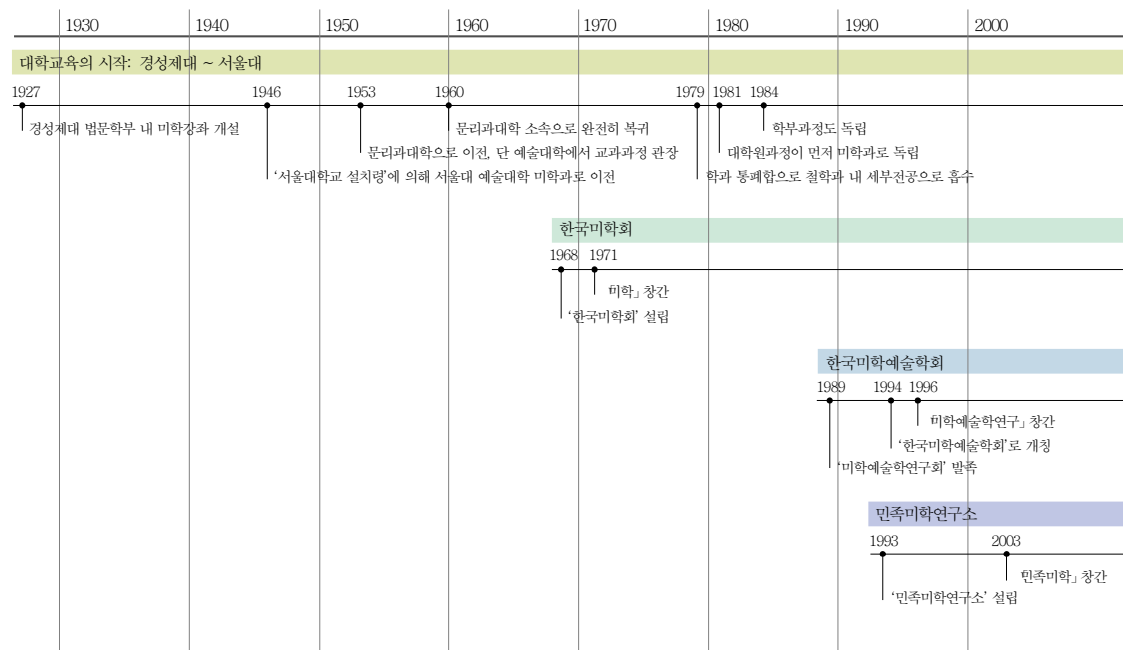 1930 1940 1950 1960 1970 1980 1990 2000
대학교육의 시작: 경성제대 ~ 서울대
1927 1946 1953 1960 1979 1981 1984
경성제대 법문학부 내 미학강좌 개설 문리과대학 소속으로 완전히 복귀 학부과정도 독립
문리과대학으로 이전, 단 예술대학에서 교과과정 관장 대학원과정이 먼저 미학과로 독립
‘서울대학교 설치령’에 의해 서울대 예술대학 미학과로 이전 학과 통폐합으로 철학과 내 세부전공으로 흡수
한국미학회
1968 1971
「미학」 창간
‘한국미학회’ 설립
한국미학예술학회
1989 1994 1996
「미학예술학연구」 창간
‘한국미학예술학회’로 개칭
‘미학예술학연구회’ 발족
민족미학연구소
1993 2003
「민족미학」 창간
‘민족미학연구소’ 설립